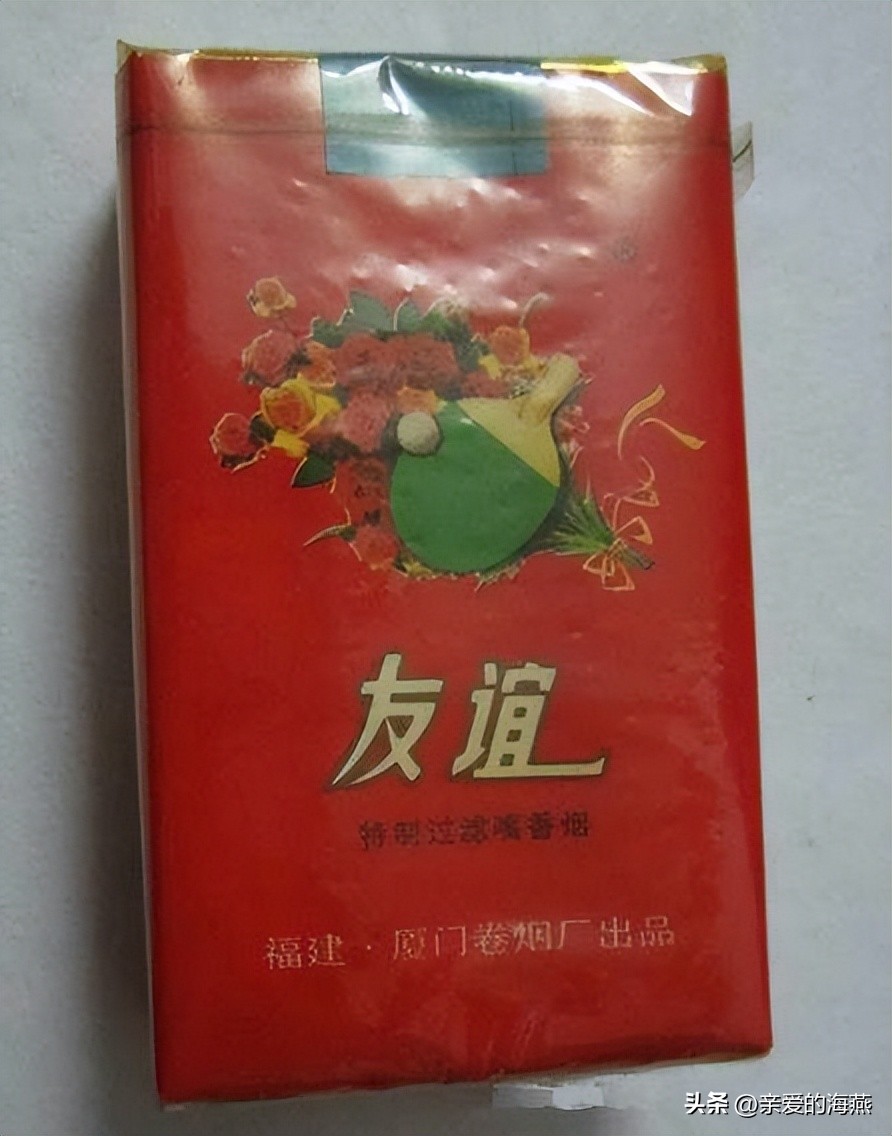 友谊
特制过滤嘴香烟
福建·厦门卷烟厂出品
头条 @亲爱的海燕